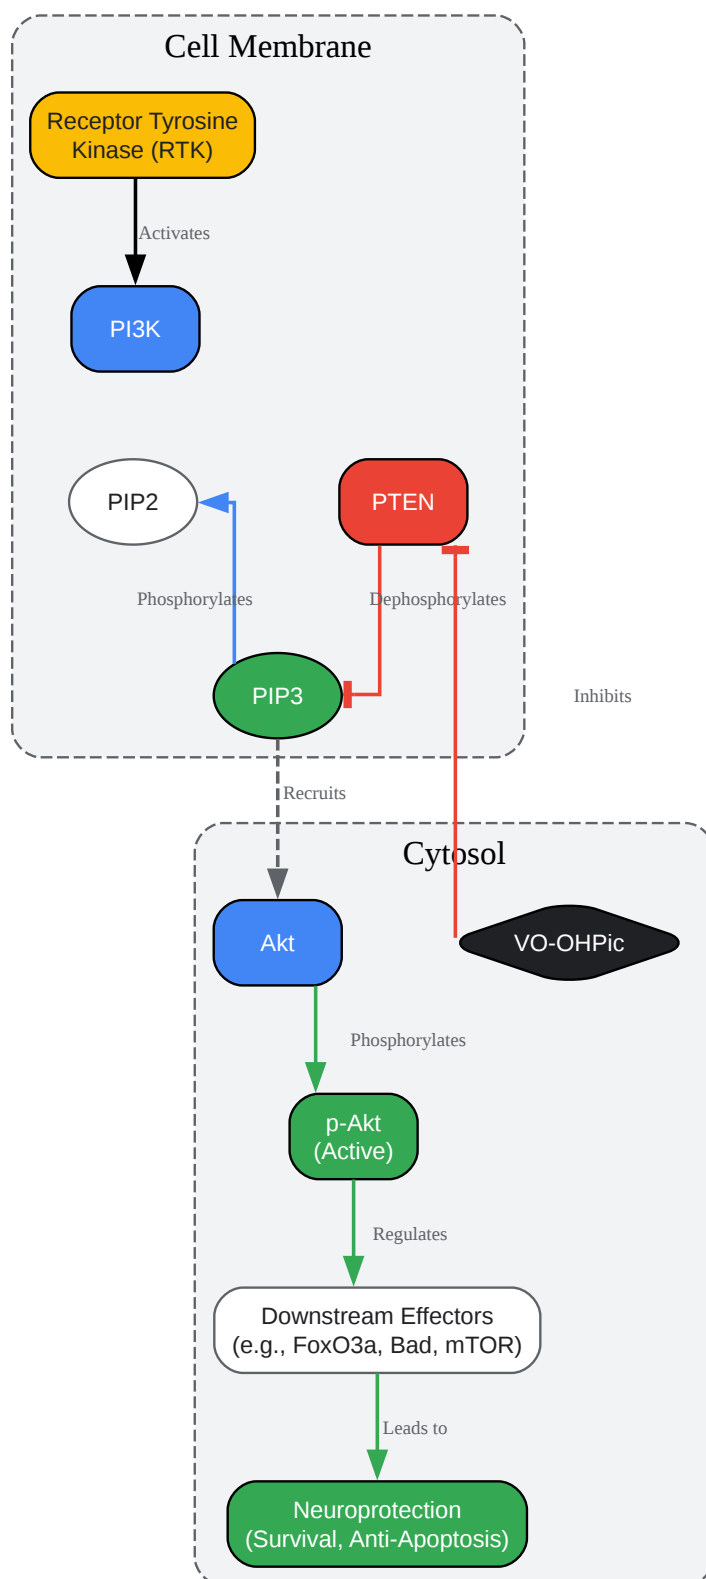 Cell Membrane
Receptor Tyrosine
Kinase (RTK)
Activates
PI3K
PIP2
PTEN
Phosphorylates
Dephosphorylates
PIP3
Inhibits
Recruits
Cytosol
Akt
VO-OHPic
Phosphorylates
p-Akt
(Active)
Regulates
Downstream Effectors
(e.g., FoxO3a, Bad, mTOR)
Leads to
Neuroprotection
(Survival, Anti-Apoptosis)